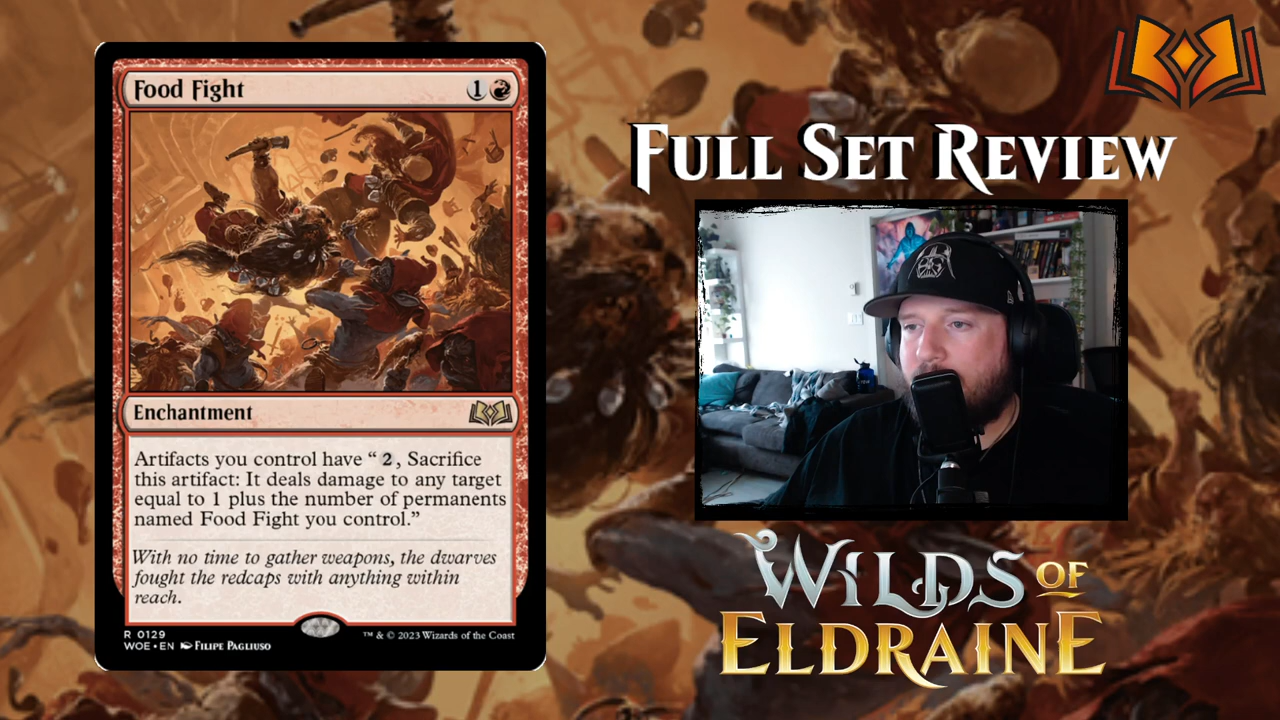 Food Fight
1
Enchantment
Artifacts you control have “2, Sacrifice
this artifact: It deals damage to any target
equal to 1 plus the number of permanents
named Food Fight you control.”
With no time to gather weapons, the dwarves
fought the redcaps with anything within
reach.
R 0129
WOE • EN FILIPE PAGLIUSO
™ & © 2023 Wizards of the Coast
FULL SET REVIEW
WILDS OF
ELDRAINE